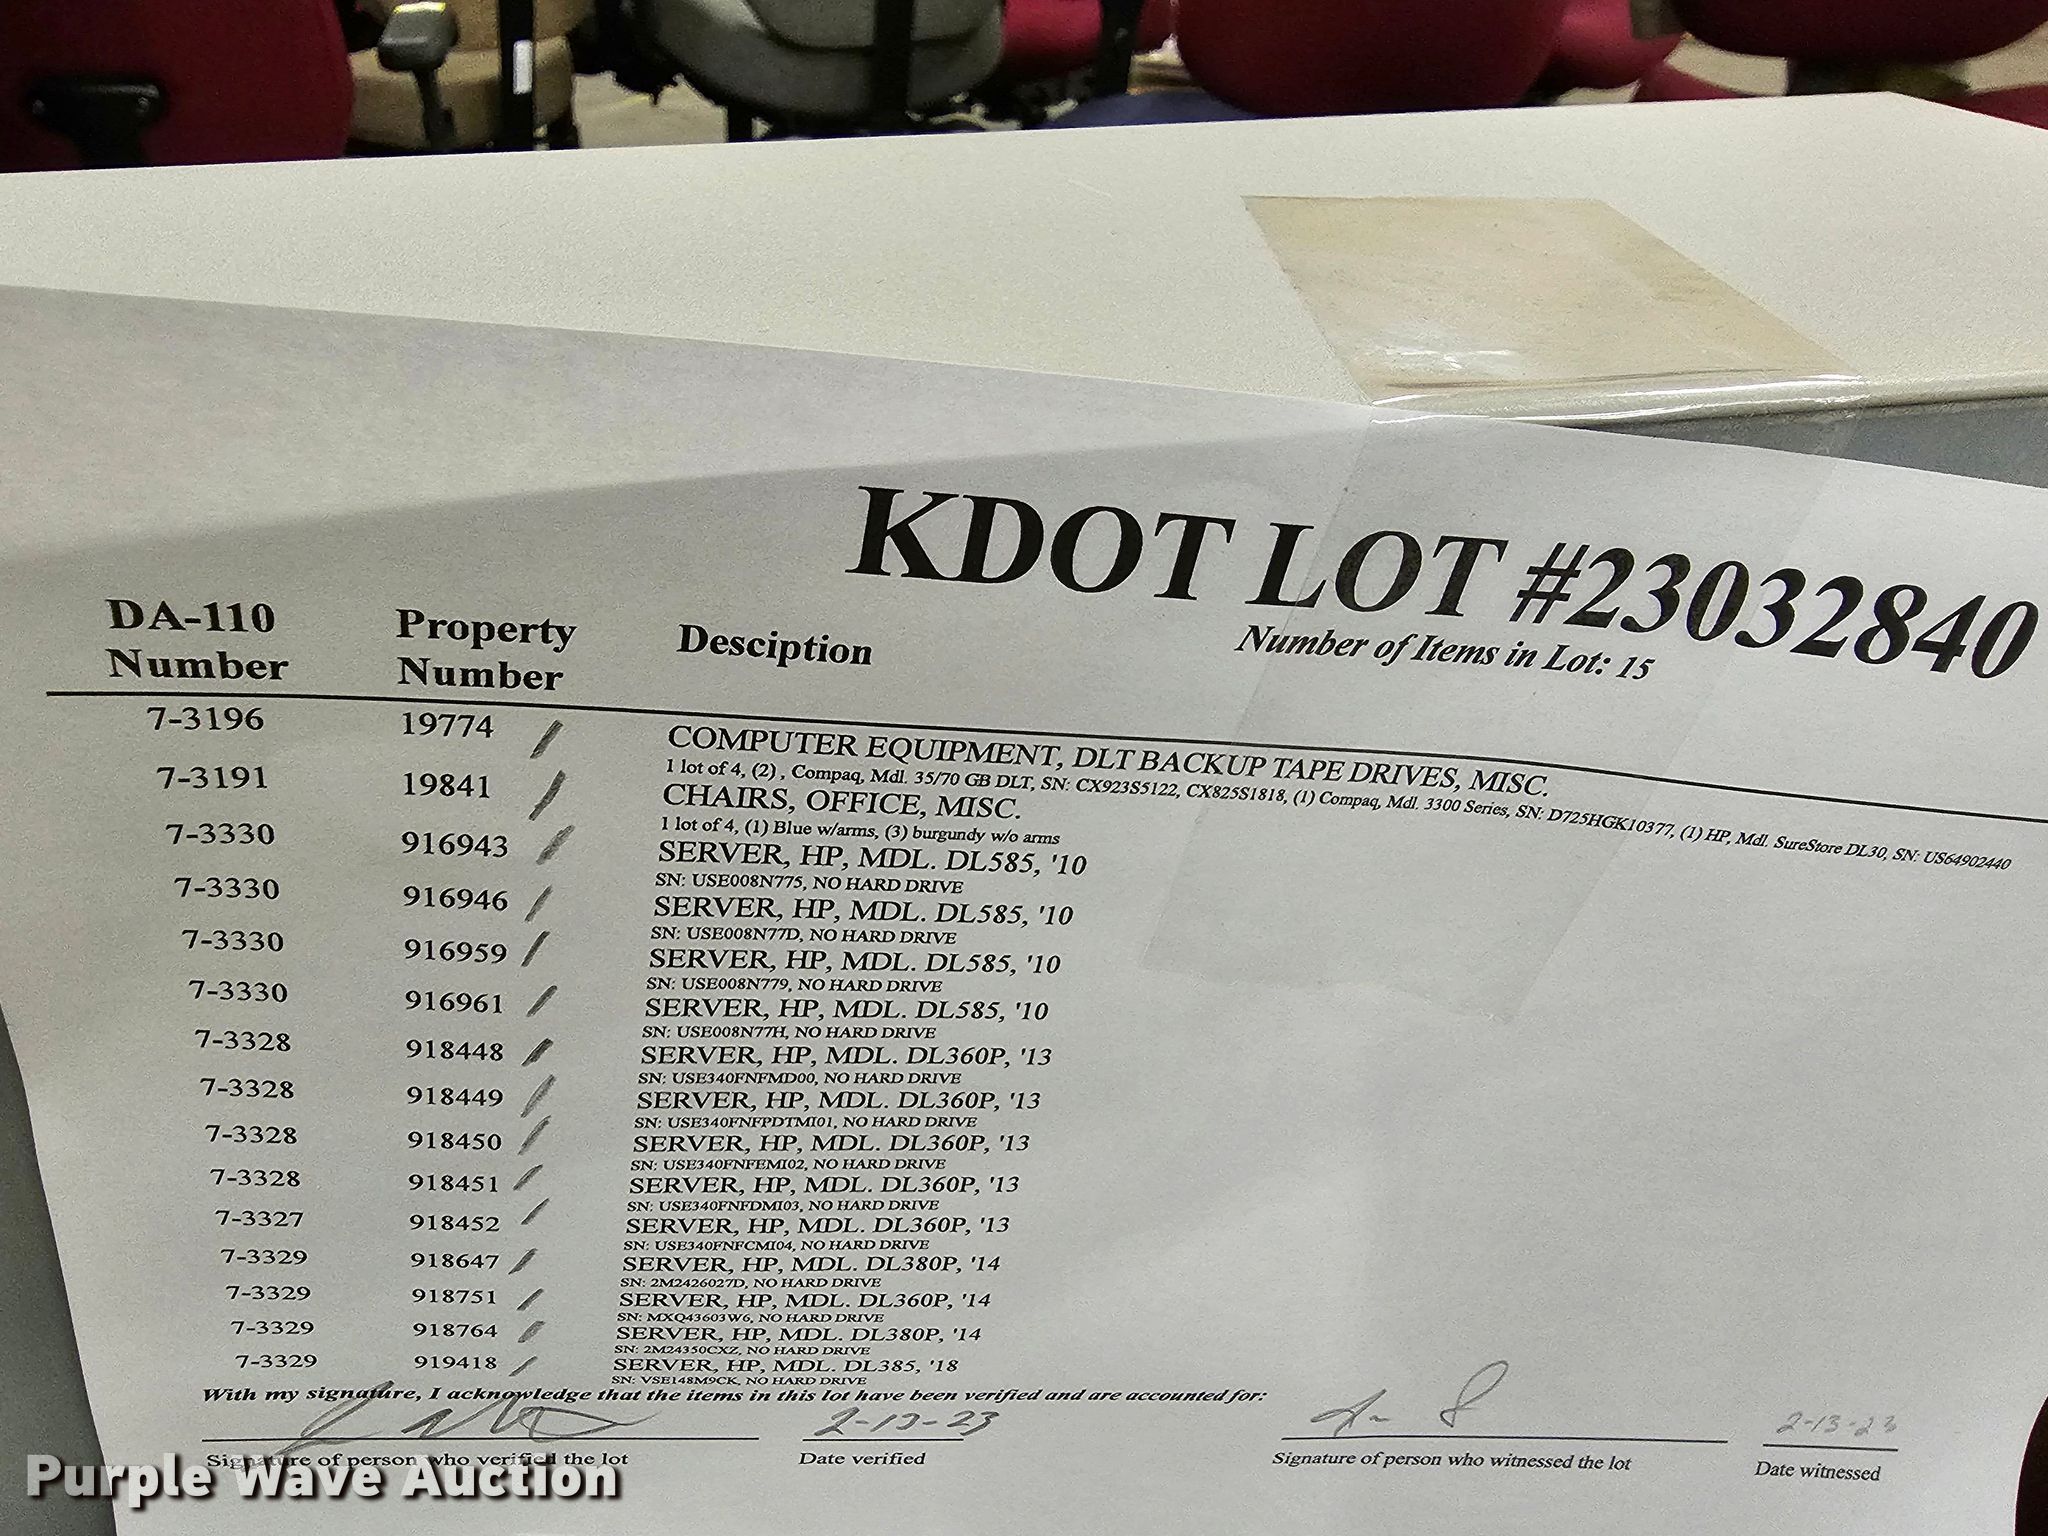 KDOT LOT #23032840
Number of Items in Lot: 15
DA-110 Number Property Number Desciption
7-3196 19774 COMPUTER EQUIPMENT, DLT BACKUP TAPE DRIVES, MISC.
1 lot of 4, (2) , Compaq, Mdl. 35/70 GB DLT, SN: CX923S5122, CX825S1818, (1) Compaq, Mdl. 3300 Series, SN: D725HGK10377, (1) HP, Mdl. SureStore DL30, SN: US64902440
7-3191 19841 CHAIRS, OFFICE, MISC.
1 lot of 4, (1) Blue w/arms, (3) burgundy w/o arms
7-3330 916943 SERVER, HP, MDL. DL585, '10
SN: USE008N775, NO HARD DRIVE
7-3330 916946 SERVER, HP, MDL. DL585, '10
SN: USE008N77D, NO HARD DRIVE
7-3330 916959 SERVER, HP, MDL. DL585, '10
SN: USE008N779, NO HARD DRIVE
7-3330 916961 SERVER, HP, MDL. DL585, '10
SN: USE008N77H, NO HARD DRIVE
7-3328 918448 SERVER, HP, MDL. DL360P, '13
SN: USE340FNFMD00, NO HARD DRIVE
7-3328 918449 SERVER, HP, MDL. DL360P, '13
SN: USE340FNFPDTMI01, NO HARD DRIVE
7-3328 918450 SERVER, HP, MDL. DL360P, '13
SN: USE340FNFEMI02, NO HARD DRIVE
7-3328 918451 SERVER, HP, MDL. DL360P, '13
SN: USE340FNFDMI03, NO HARD DRIVE
7-3327 918452 SERVER, HP, MDL. DL360P, '13
SN: USE340FNFCMI04, NO HARD DRIVE
7-3329 918647 SERVER, HP, MDL. DL380P, '14
SN: 2M2426027D, NO HARD DRIVE
7-3329 918751 SERVER, HP, MDL. DL360P, '14
SN: MXQ43603W6, NO HARD DRIVE
7-3329 918764 SERVER, HP, MDL. DL380P, '14
SN: 2M24350CXZ, NO HARD DRIVE
7-3329 919418 SERVER, HP, MDL. DL385, '18
SN: VSE148M9CK, NO HARD DRIVE
With my signature, I acknowledge that the items in this lot have been verified and are accounted for:
2-13-23 2-13-23
Signature of person who verified the lot Date verified Signature of person who witnessed the lot Date witnessed
Purple Wave Auction